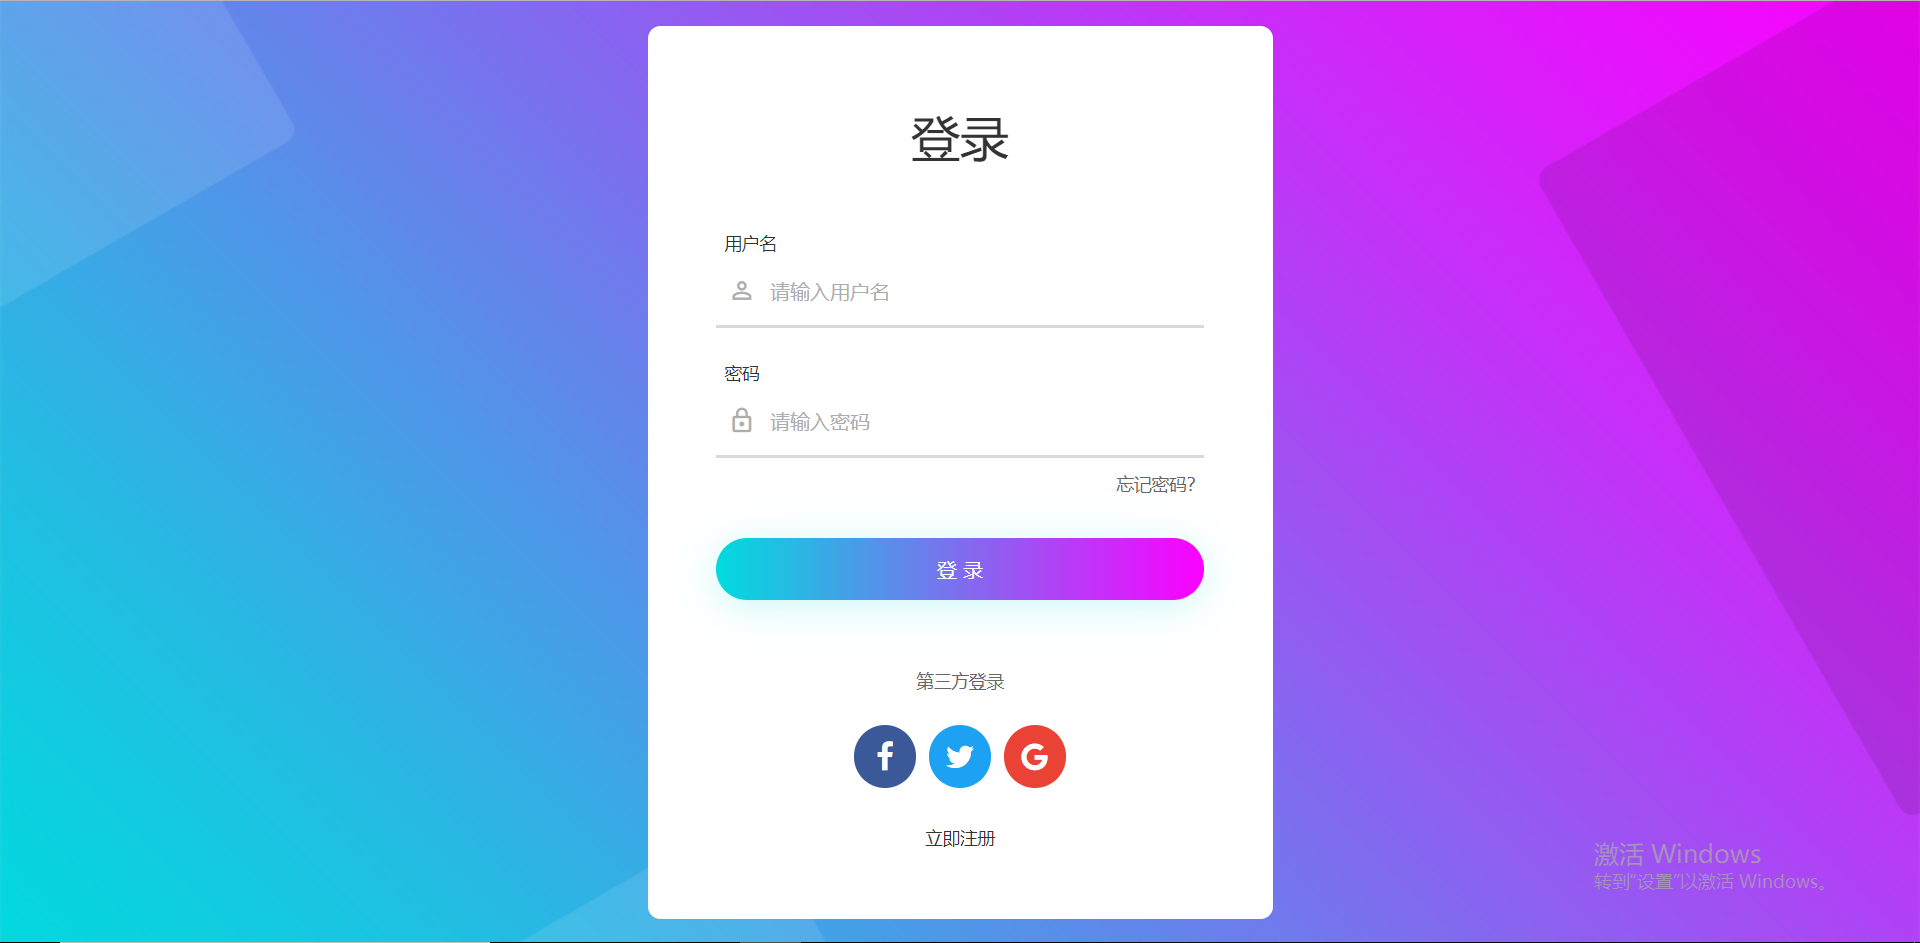 登录
用户名
请输入用户名
密码
请输入密码
忘记密码?
登 录
第三方登录
立即注册
激活 Windows
转到"设置"以激活 Windows。